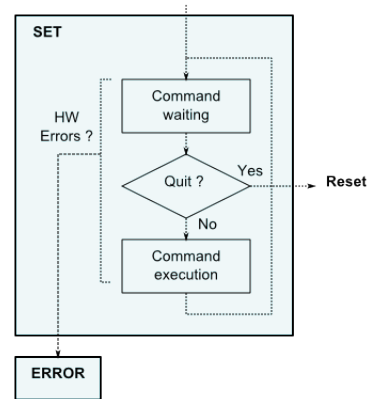 SET
HW
Errors ?
Command
waiting
Quit ?
Yes
Reset
No
Command
execution
ERROR